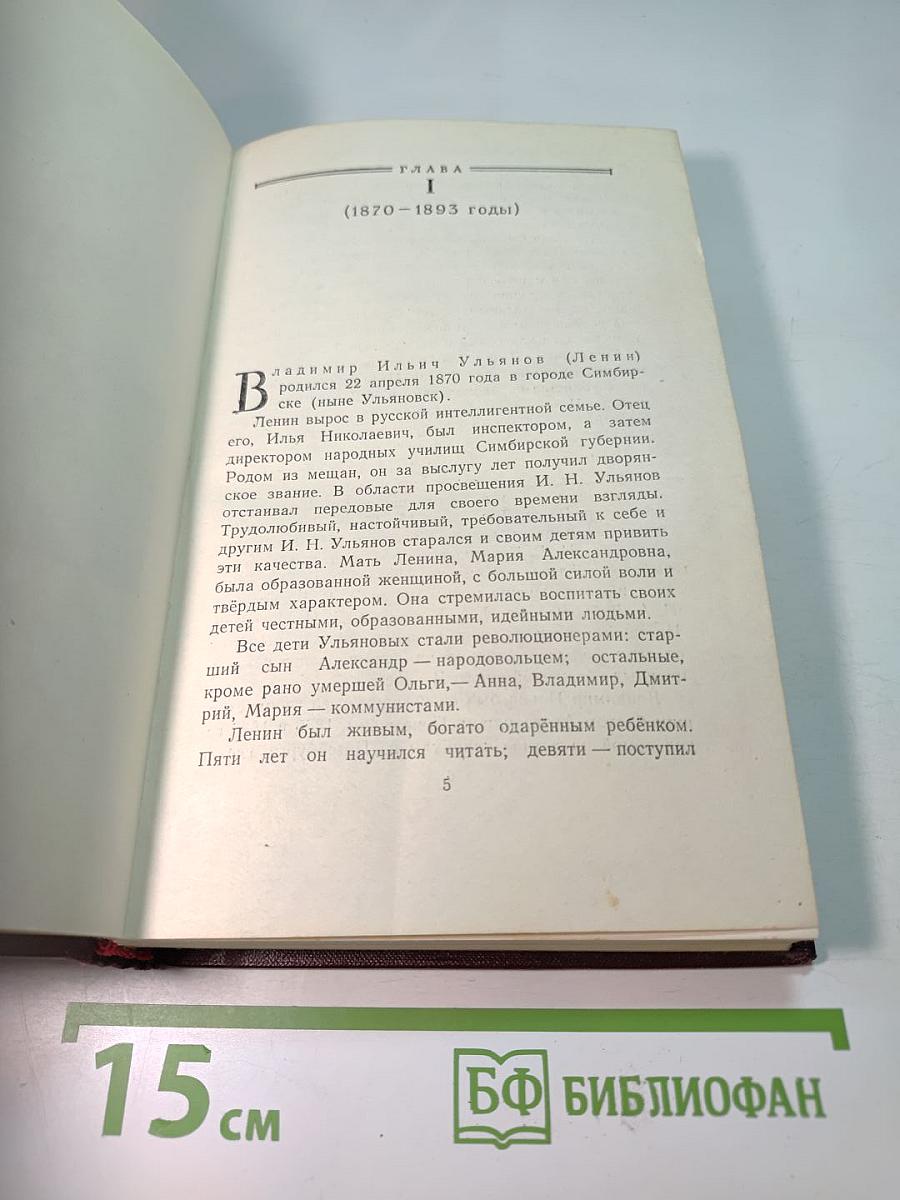 ГЛАВА
I
(1870—1893 годы)
Владимир Ильич Ульянов (Ленин)
родился 22 апреля 1870 года в городе Симбир-
ске (ныне Ульяновск).
Ленин вырос в русской интеллигентной семье. Отец
его, Илья Николаевич, был инспектором, а затем
директором народных училищ Симбирской губернии.
Родом из мещан, он за выслугу лет получил дворян-
ское звание. В области просвещения И. Н. Ульянов
отстаивал передовые для своего времени взгляды.
Трудолюбивый, настойчивый, требовательный к себе и
другим И. Н. Ульянов старался и своим детям привить
эти качества. Мать Ленина, Мария Александровна,
была образованной женщиной, с большой силой воли и
твёрдым характером. Она стремилась воспитать своих
детей честными, образованными, идейными людьми.
Все дети Ульяновых стали революционерами: стар-
ший сын Александр — народовольцем; остальные,
кроме рано умершей Ольги,— Анна, Владимир, Дмит-
рий, Мария — коммунистами.
Ленин был живым, богато одарённым ребёнком.
Пяти лет он научился читать; девяти — поступил
5
15 см
БФ БИБЛИОФАН